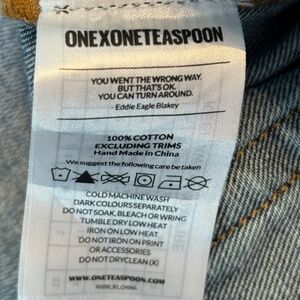 ONEXONETEASPOON
YOU WENT THE WRONG WAY.
BUT THAT'S OK.
YOU CAN TURN AROUND.
- Eddie Eagle Blakey
100% COTTON
EXCLUDING TRIMS
Hand Made in China
We suggest the following care be taken
COLD MACHINE WASH
DARK COLOURS SEPARATELY
DO NOT SOAK, BLEACH OR WRING
TUMBLE DRY LOW HEAT
IRON ON LOW HEAT
DO NOT IRON ON PRINT
OR ACCESSORIES
DO NOT DRYCLEAN (X)
WWW.ONETEASPOON.COM